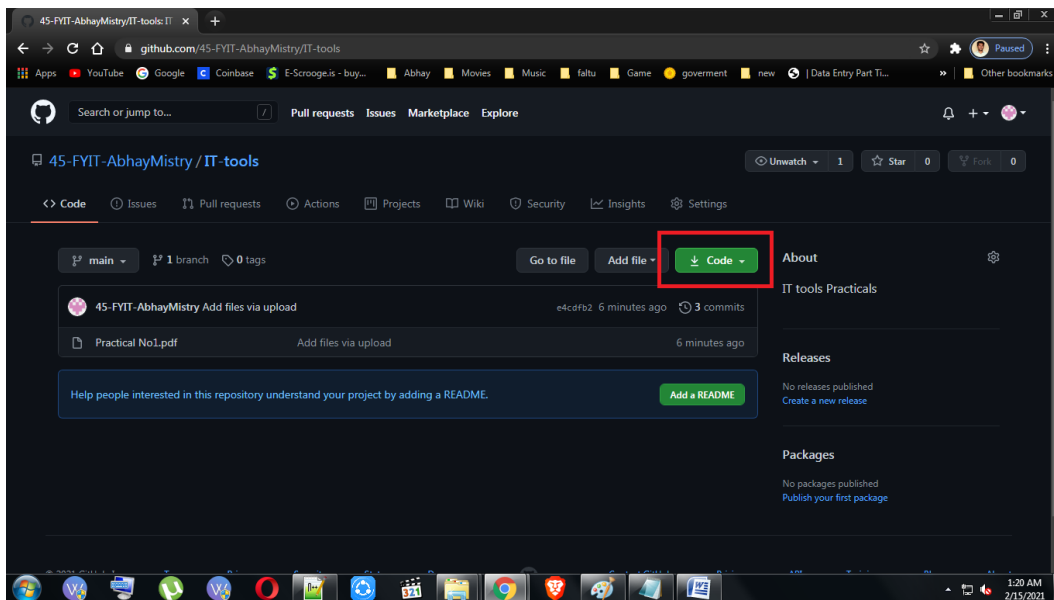 45-FYIT-AbhayMistry/IT-tools: IT
github.com/45-FYIT-AbhayMistry/IT-tools
Paused
Apps YouTube Google Coinbase E-Scrooge.is - buy... Abhay Movies Music faltu Game goverment new | Data Entry Part Ti... » Other bookmarks
Search or jump to... / Pull requests Issues Marketplace Explore
45-FYIT-AbhayMistry / IT-tools
Unwatch 1 Star 0 Fork 0
<> Code Issues Pull requests Actions Projects Wiki Security Insights Settings
main 1 branch 0 tags Go to file Add file Code
About
IT tools Practicals
45-FYIT-AbhayMistry Add files via upload e4cdfb2 6 minutes ago 3 commits
Practical No1.pdf Add files via upload 6 minutes ago
Help people interested in this repository understand your project by adding a README. Add a README
Releases
No releases published
Create a new release
Packages
No packages published
Publish your first package
321
1:20 AM
2/15/2021